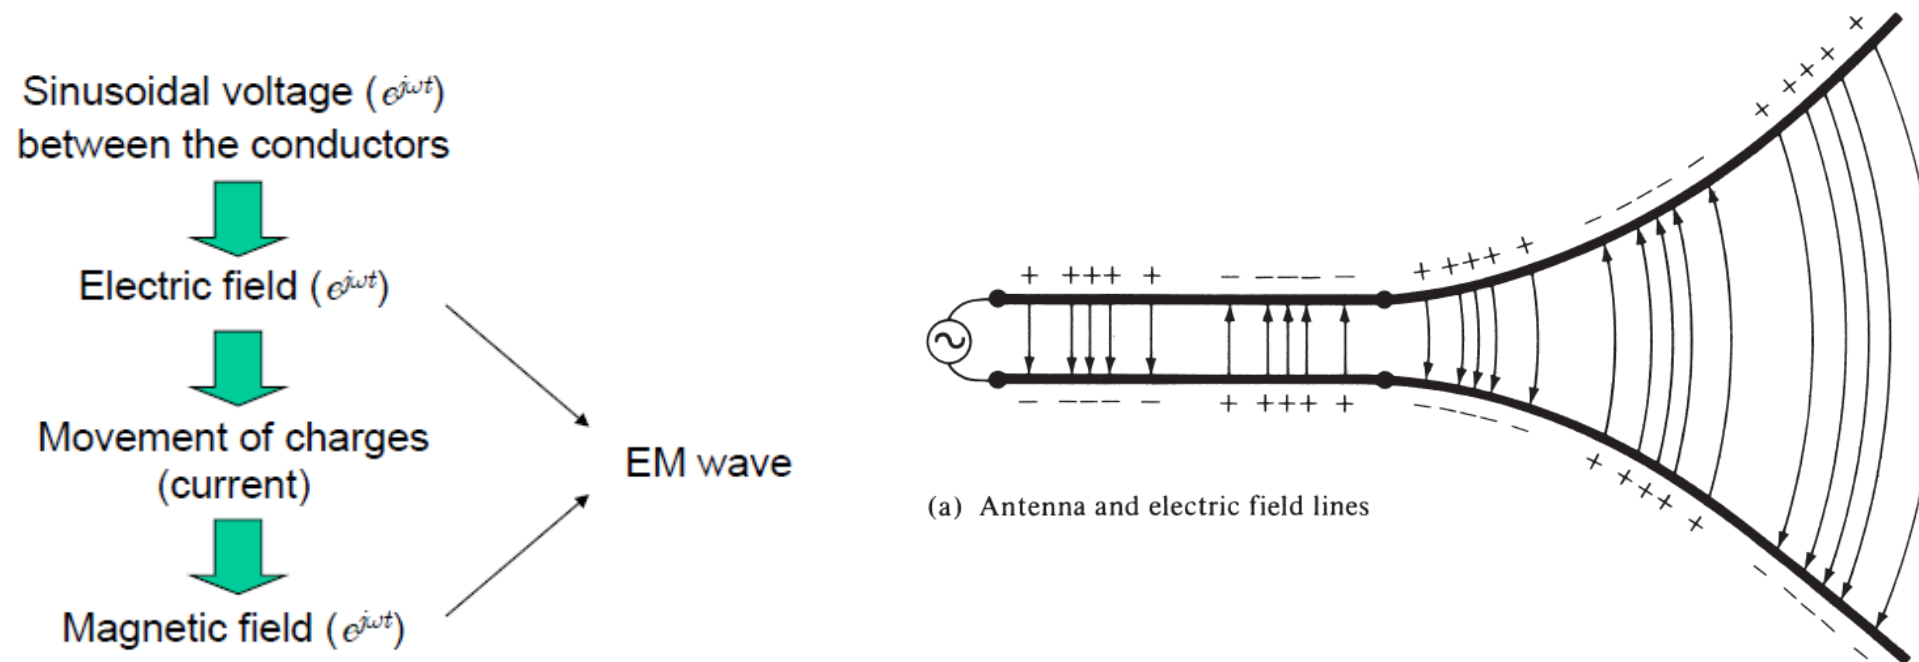 Sinusoidal voltage (e^jωt)
between the conductors
Electric field (e^jωt)
Movement of charges
(current)
Magnetic field (e^jωt)
EM wave
+ +++ + − −−− − + +++ + − −−− − + +++ +
− −−− − + +++ + − −−− − + +++ + − −−− −
(a) Antenna and electric field lines